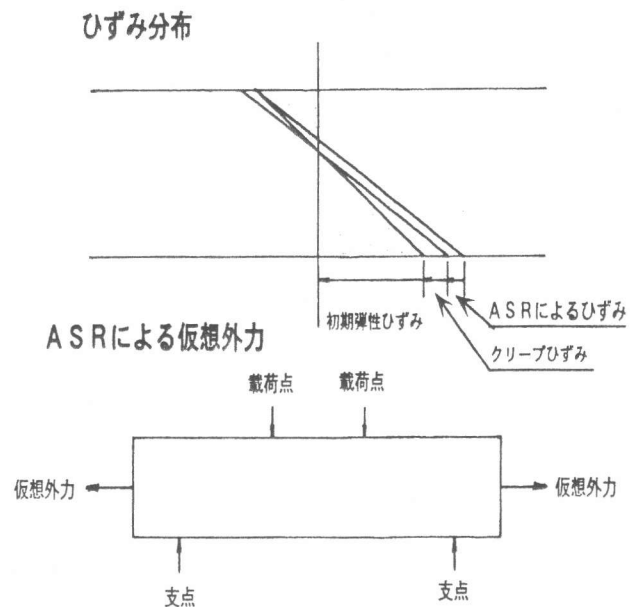 ひずみ分布
初期弾性ひずみ
ASRによるひずみ
クリープひずみ
ASRによる仮想外力
載荷点 載荷点
仮想外力 仮想外力
支点 支点